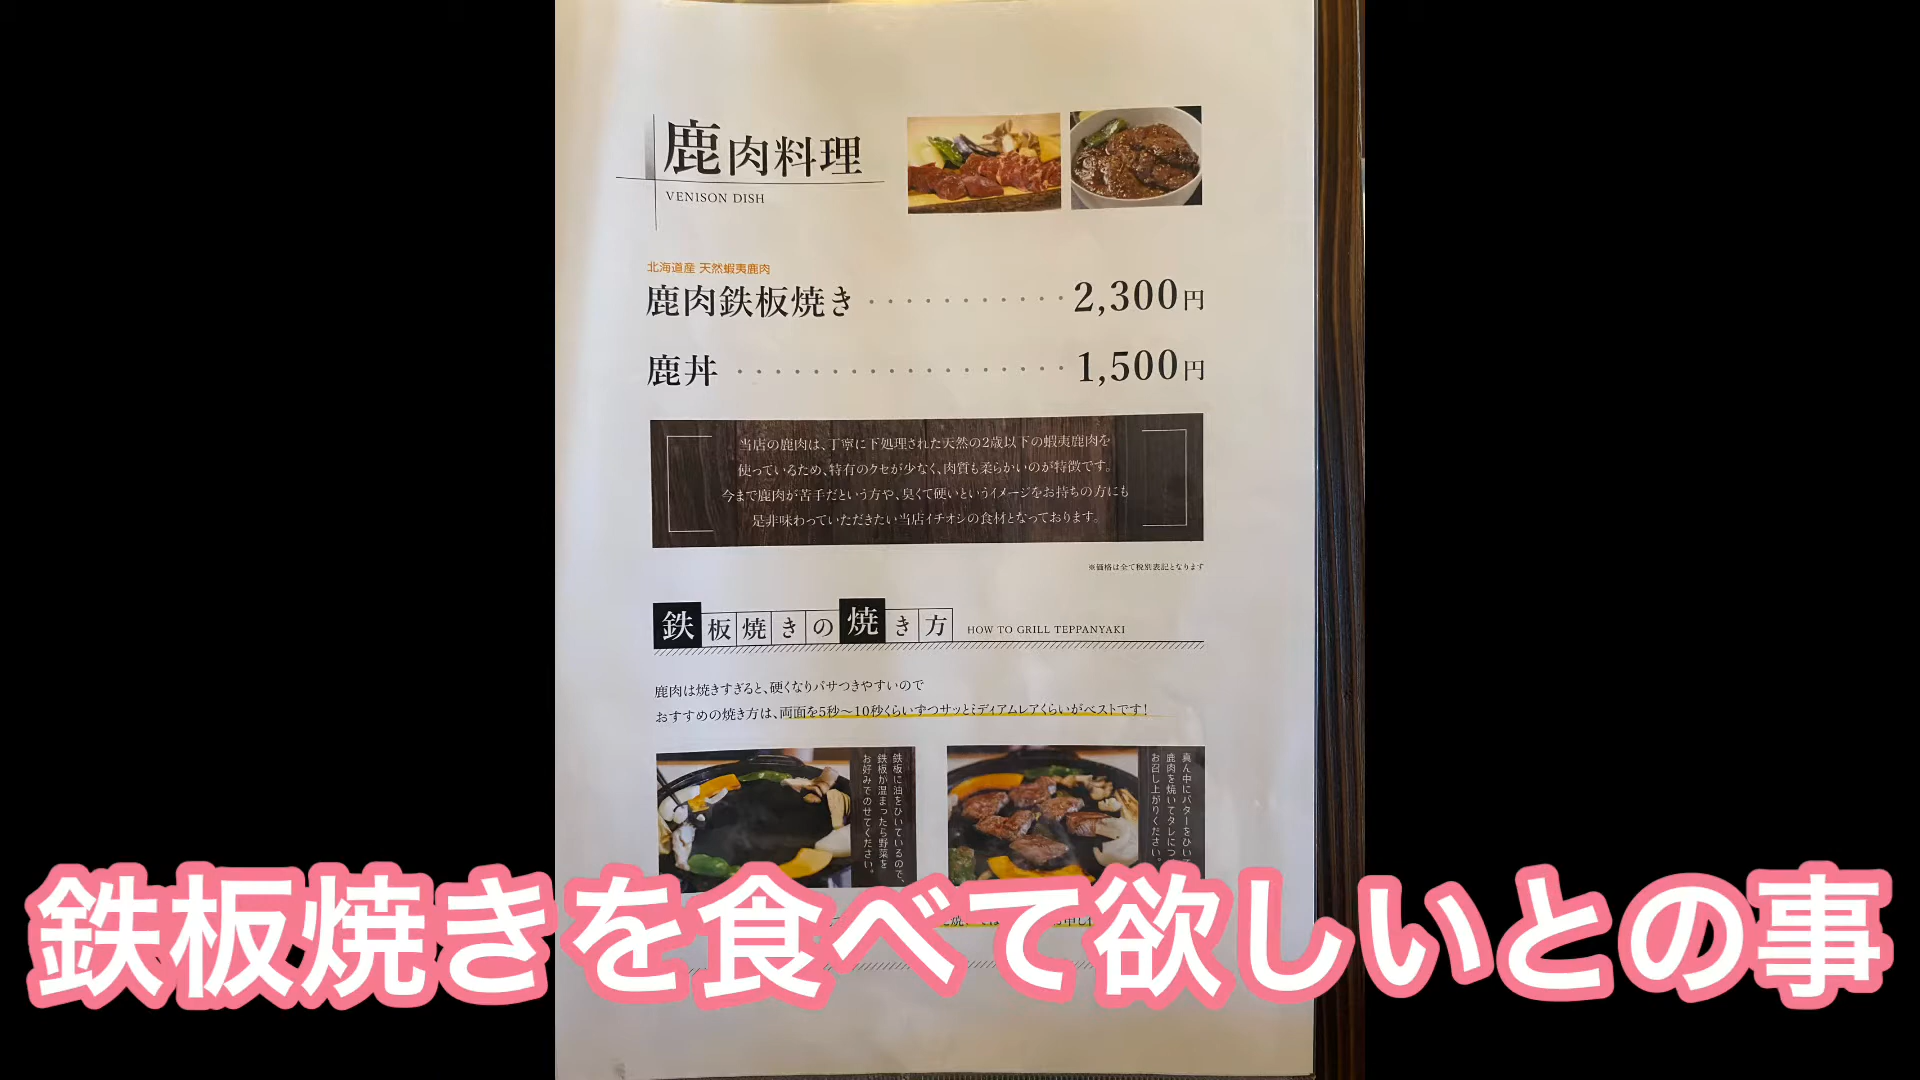 鹿肉料理
VENISON DISH
北海道産 天然蝦夷鹿肉
鹿肉鉄板焼き 2,300円
鹿丼 1,500円
当店の鹿肉は、丁寧に下処理された天然の2歳以下の蝦夷鹿肉を
使っているため、特有のクセが少なく、肉質も柔らかいのが特徴です。
今まで鹿肉が苦手だという方や、臭くて硬いというイメージをお持ちの方にも
是非味わっていただきたい当店イチオシの食材となっております。
※価格は全て税別表記となります
鉄板焼きの焼き方 HOW TO GRILL TEPPANYAKI
鹿肉は焼きすぎると、硬くなりパサつきやすいので
おすすめの焼き方は、両面を5秒～10秒くらいずつサッとミディアムレアくらいがベストです!
鉄板に油をひいているので、
鉄板が温まったら野菜を
お好みでのせてください。
真ん中にバターをひいて
鹿肉を焼いてタレにつ
お召し上がりください。
鉄板焼きを食べて欲しいとの事